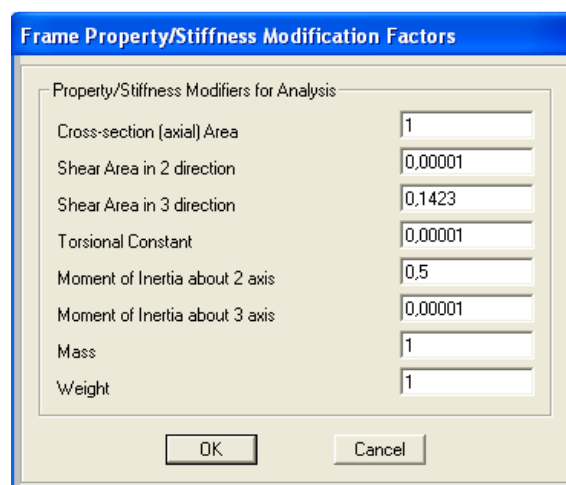 Frame Property/Stiffness Modification Factors
Property/Stiffness Modifiers for Analysis
Cross-section (axial) Area 1
Shear Area in 2 direction 0,00001
Shear Area in 3 direction 0,1423
Torsional Constant 0,00001
Moment of Inertia about 2 axis 0,5
Moment of Inertia about 3 axis 0,00001
Mass 1
Weight 1
OK Cancel